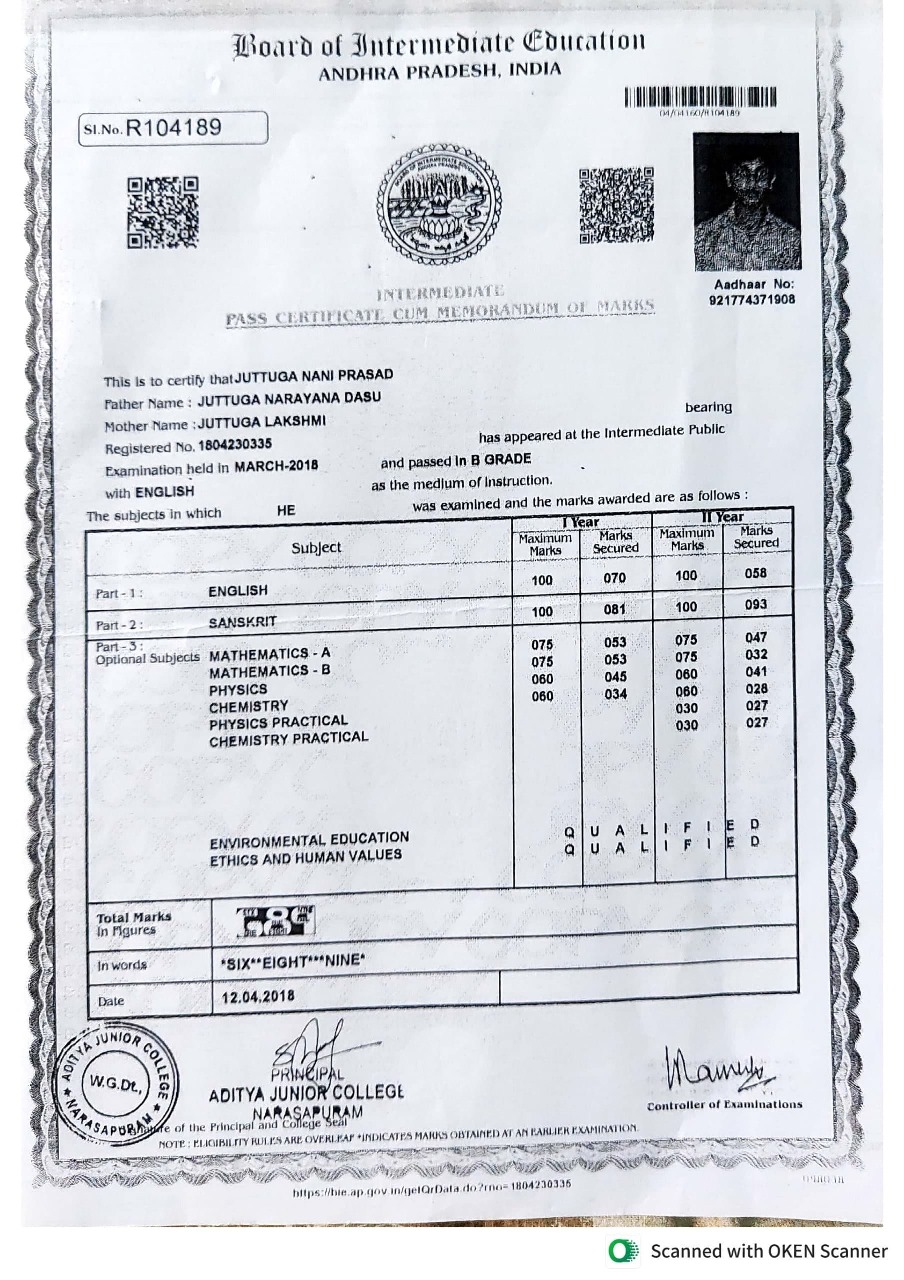 Board of Intermediate Education
ANDHRA PRADESH, INDIA
04/04160/R104189
Sl.No. R104189
BOARD OF INTERMEDIATE EDUCATION
ANDHRA PRADESH
Aadhaar No:
921774371908
INTERMEDIATE
PASS CERTIFICATE CUM MEMORANDUM OF MARKS
This is to certify that JUTTUGA NANI PRASAD
Father Name : JUTTUGA NARAYANA DASU
Mother Name : JUTTUGA LAKSHMI bearing
Registered No. 1804230335 has appeared at the Intermediate Public
Examination held in MARCH-2018 and passed in B GRADE
with ENGLISH as the medium of instruction.
The subjects in which HE was examined and the marks awarded are as follows :
Subject I Year II Year
Maximum Marks Marks Secured Maximum Marks Marks Secured
Part - 1 : ENGLISH 100 070 100 058
Part - 2 : SANSKRIT 100 081 100 093
Part - 3 :
Optional Subjects MATHEMATICS - A 075 053 075 047
MATHEMATICS - B 075 053 075 032
PHYSICS 060 045 060 041
CHEMISTRY 060 034 060 028
PHYSICS PRACTICAL 030 027
CHEMISTRY PRACTICAL 030 027
ENVIRONMENTAL EDUCATION Q U A L I F I E D
ETHICS AND HUMAN VALUES Q U A L I F I E D
Total Marks
In Figures 689
In words *SIX**EIGHT***NINE*
Date 12.04.2018
ADITYA JUNIOR COLLEGE
W.G.Dt.,
NARASAPURAM
PRINCIPAL
ADITYA JUNIOR COLLEGE
NARASAPURAM
Controller of Examinations
Signature of the Principal and College Seal
NOTE : ELIGIBILITY RULES ARE OVERLEAF *INDICATES MARKS OBTAINED AT AN EARLIER EXAMINATION.
https://bie.ap.gov.in/getQrData.do?rno=1804230335
Scanned with OKEN Scanner